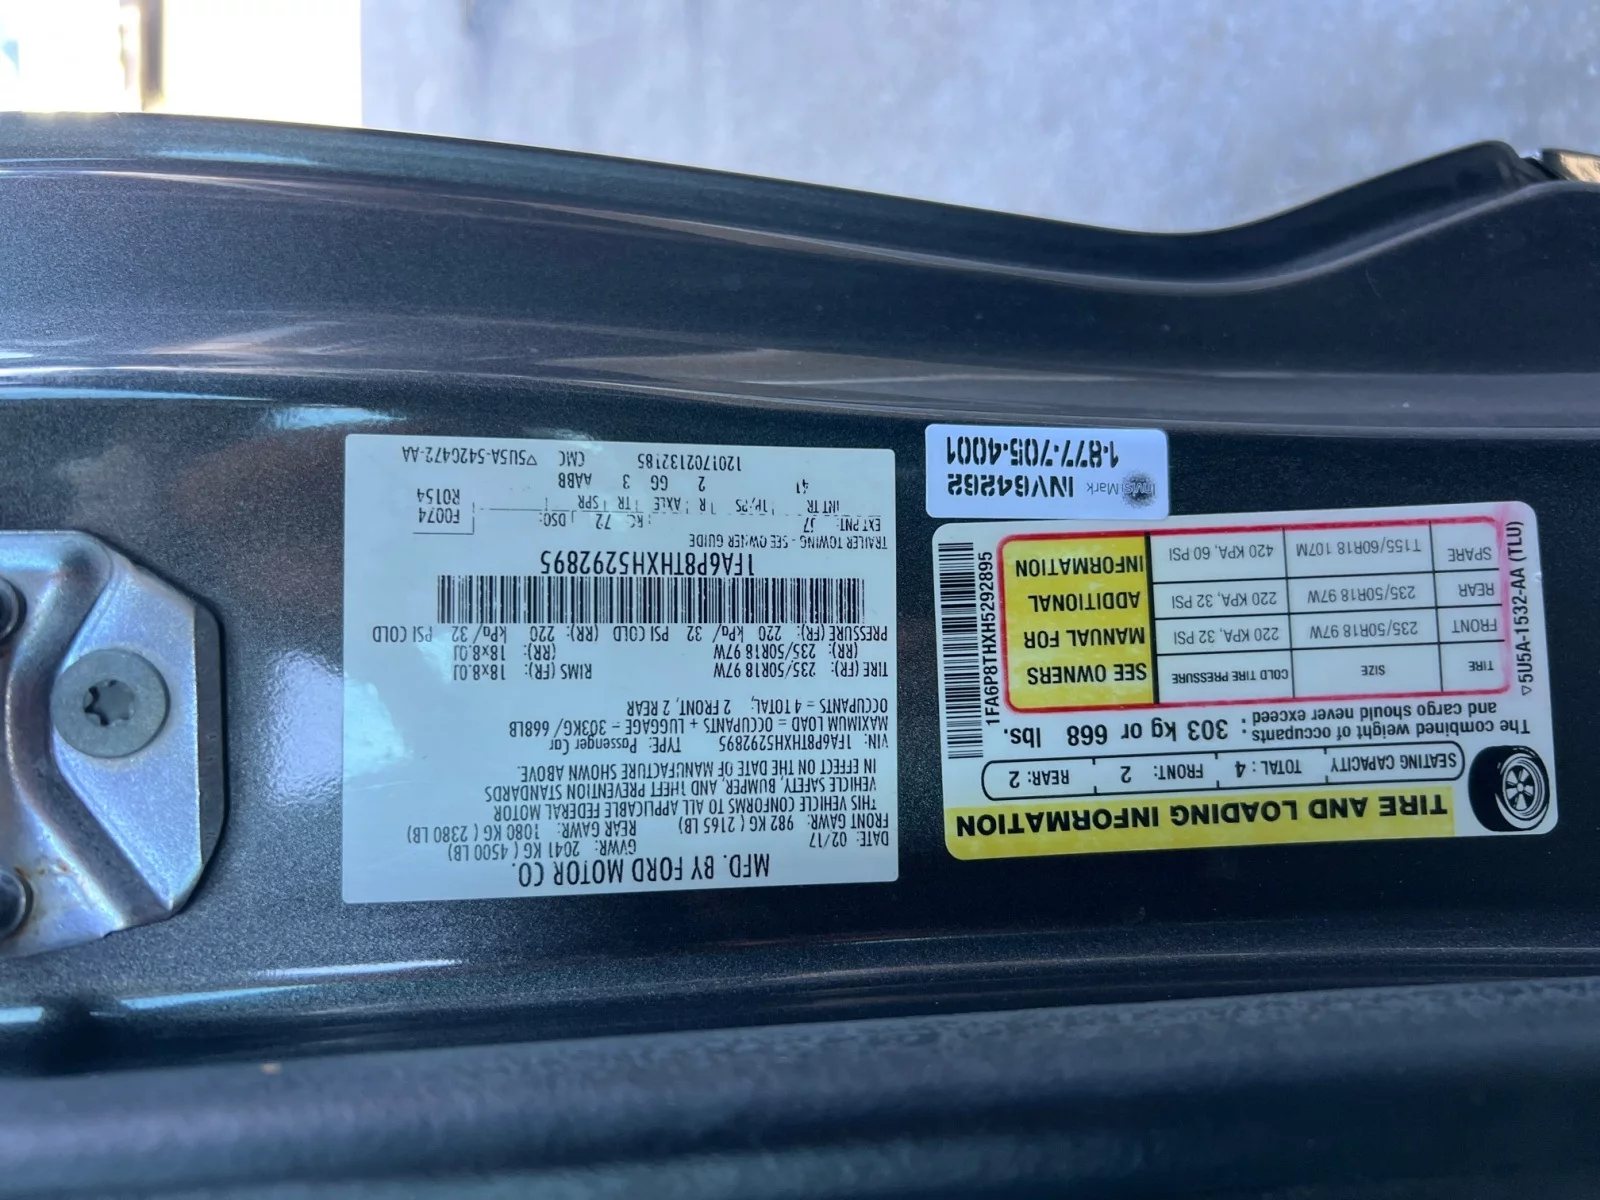 MFD. BY FORD MOTOR CO.
DATE: 02/17 GVWR: 2041 KG ( 4500 LB)
FRONT GAWR: 982 KG ( 2165 LB) REAR GAWR: 1080 KG ( 2380 LB)
THIS VEHICLE CONFORMS TO ALL APPLICABLE FEDERAL MOTOR
VEHICLE SAFETY, BUMPER, AND THEFT PREVENTION STANDARDS
IN EFFECT ON THE DATE OF MANUFACTURE SHOWN ABOVE.
VIN: 1FA6P8THXH5292895 TYPE: Passenger Car
MAXIMUM LOAD = OCCUPANTS + LUGGAGE = 303KG/ 668LB
OCCUPANTS = 4 TOTAL; 2 FRONT, 2 REAR
TIRE (FR): 235/50R18 97W RIMS (FR): 18x8.0J
(RR): 235/50R18 97W (RR): 18x8.0J
PRESSURE (FR): 220 kPa/ 32 PSI COLD (RR): 220 kPa/ 32 PSI COLD
1FA6P8THXH5292895
TRAILER TOWING - SEE OWNER GUIDE
EXT PNT: J7 RC: 72 DSO: F0074
R0154
INT TR TP/PS R AXLE TR SPR
41 2 GG 3 AABB
1201702132185 CMC ▽5U5A-5420472-AA
TIRE AND LOADING INFORMATION
SEATING CAPACITY TOTAL : 4 FRONT: 2 REAR: 2
The combined weight of occupants
and cargo should never exceed : 303 kg or 668 lbs.
TIRE SIZE COLD TIRE PRESSURE
FRONT 235/50R18 97W 220 KPA, 32 PSI
REAR 235/50R18 97W 220 KPA, 32 PSI
SPARE T155/60R18 107M 420 KPA, 60 PSI
SEE OWNERS
MANUAL FOR
ADDITIONAL
INFORMATION
1FA6P8THXH5292895
▽5U5A-1532-AA (TLU)
InvisiMark INV64262
1-877-705-4001